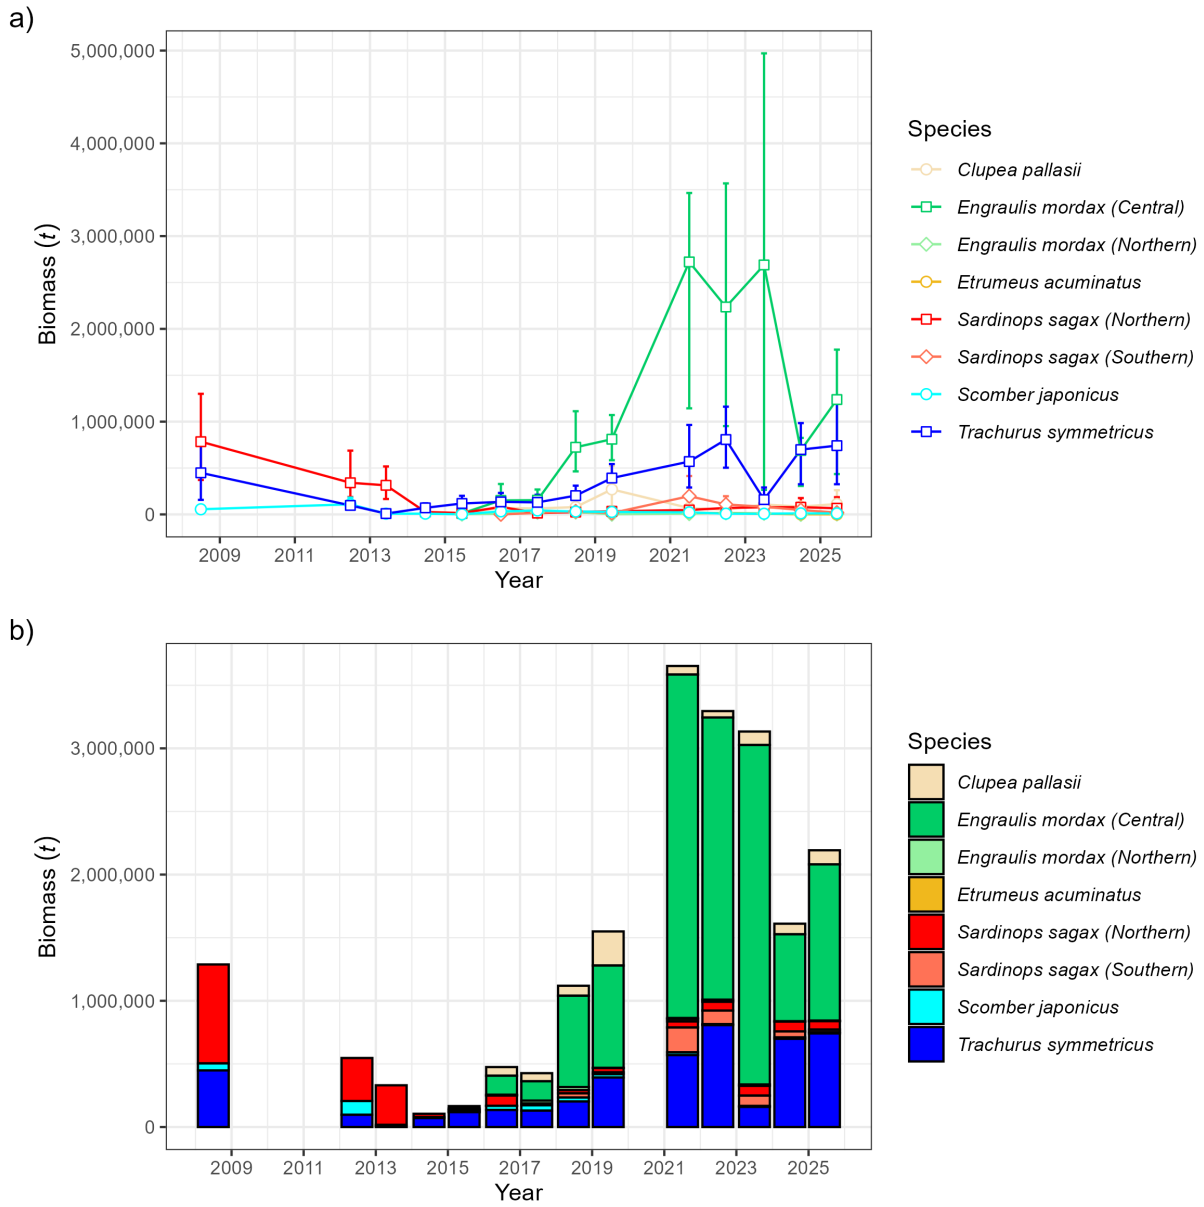 a)
5,000,000
4,000,000
3,000,000
2,000,000
1,000,000
0
Biomass (t)
2009 2011 2013 2015 2017 2019 2021 2023 2025
Year
Species
Clupea pallasii
Engraulis mordax (Central)
Engraulis mordax (Northern)
Etrumeus acuminatus
Sardinops sagax (Northern)
Sardinops sagax (Southern)
Scomber japonicus
Trachurus symmetricus
b)
3,000,000
2,000,000
1,000,000
0
Biomass (t)
2009 2011 2013 2015 2017 2019 2021 2023 2025
Year
Species
Clupea pallasii
Engraulis mordax (Central)
Engraulis mordax (Northern)
Etrumeus acuminatus
Sardinops sagax (Northern)
Sardinops sagax (Southern)
Scomber japonicus
Trachurus symmetricus